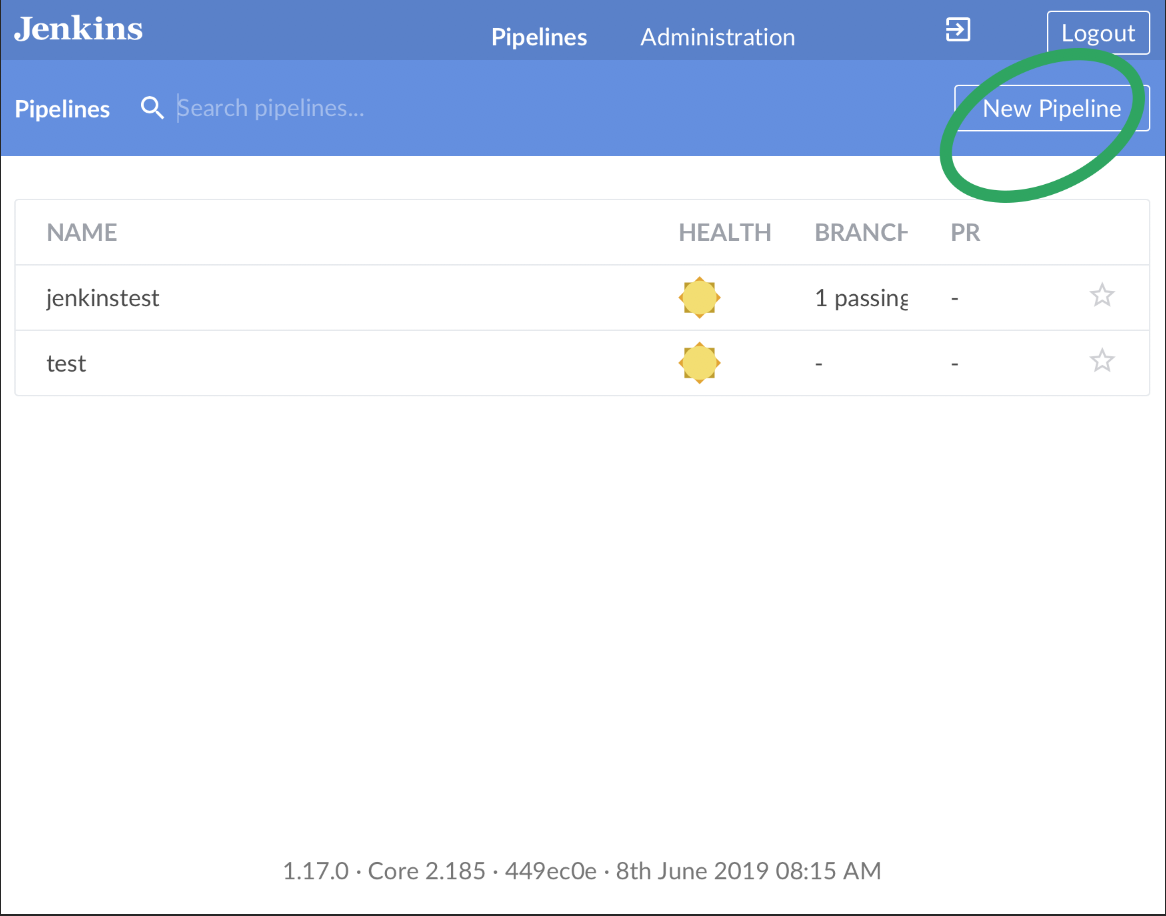 Jenkins Pipelines Administration Logout
Pipelines Search pipelines... New Pipeline
NAME HEALTH BRANCH PR
jenkinstest 1 passing -
test - -
1.17.0 · Core 2.185 · 449ec0e · 8th June 2019 08:15 AM